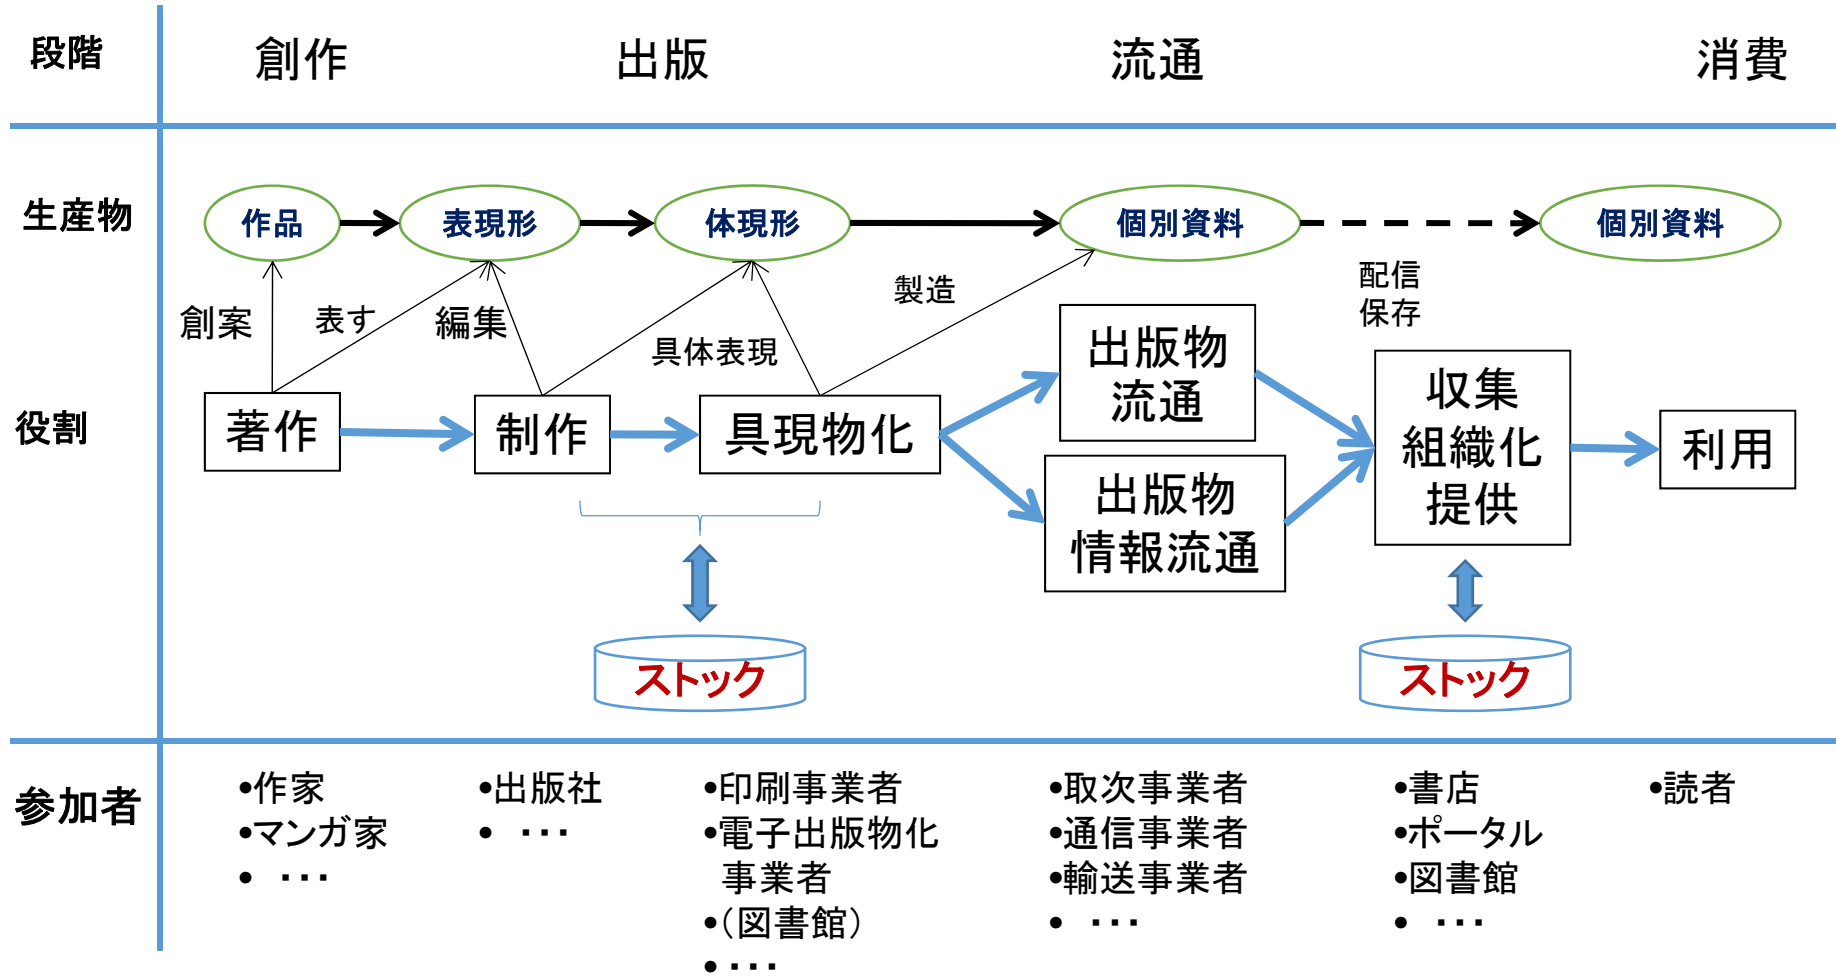 段階
創作
出版
流通
消費
生産物
作品
表現形
体現形
個別資料
個別資料
創案
表す
編集
具体表現
製造
配信
保存
役割
著作
制作
具現物化
出版物
流通
出版物
情報流通
収集
組織化
提供
利用
ストック
ストック
参加者
•作家
•マンガ家
• ・・・
•出版社
• ・・・
•印刷事業者
•電子出版物化
事業者
•(図書館)
•・・・
•取次事業者
•通信事業者
•輸送事業者
• ・・・
•書店
•ポータル
•図書館
• ・・・
•読者